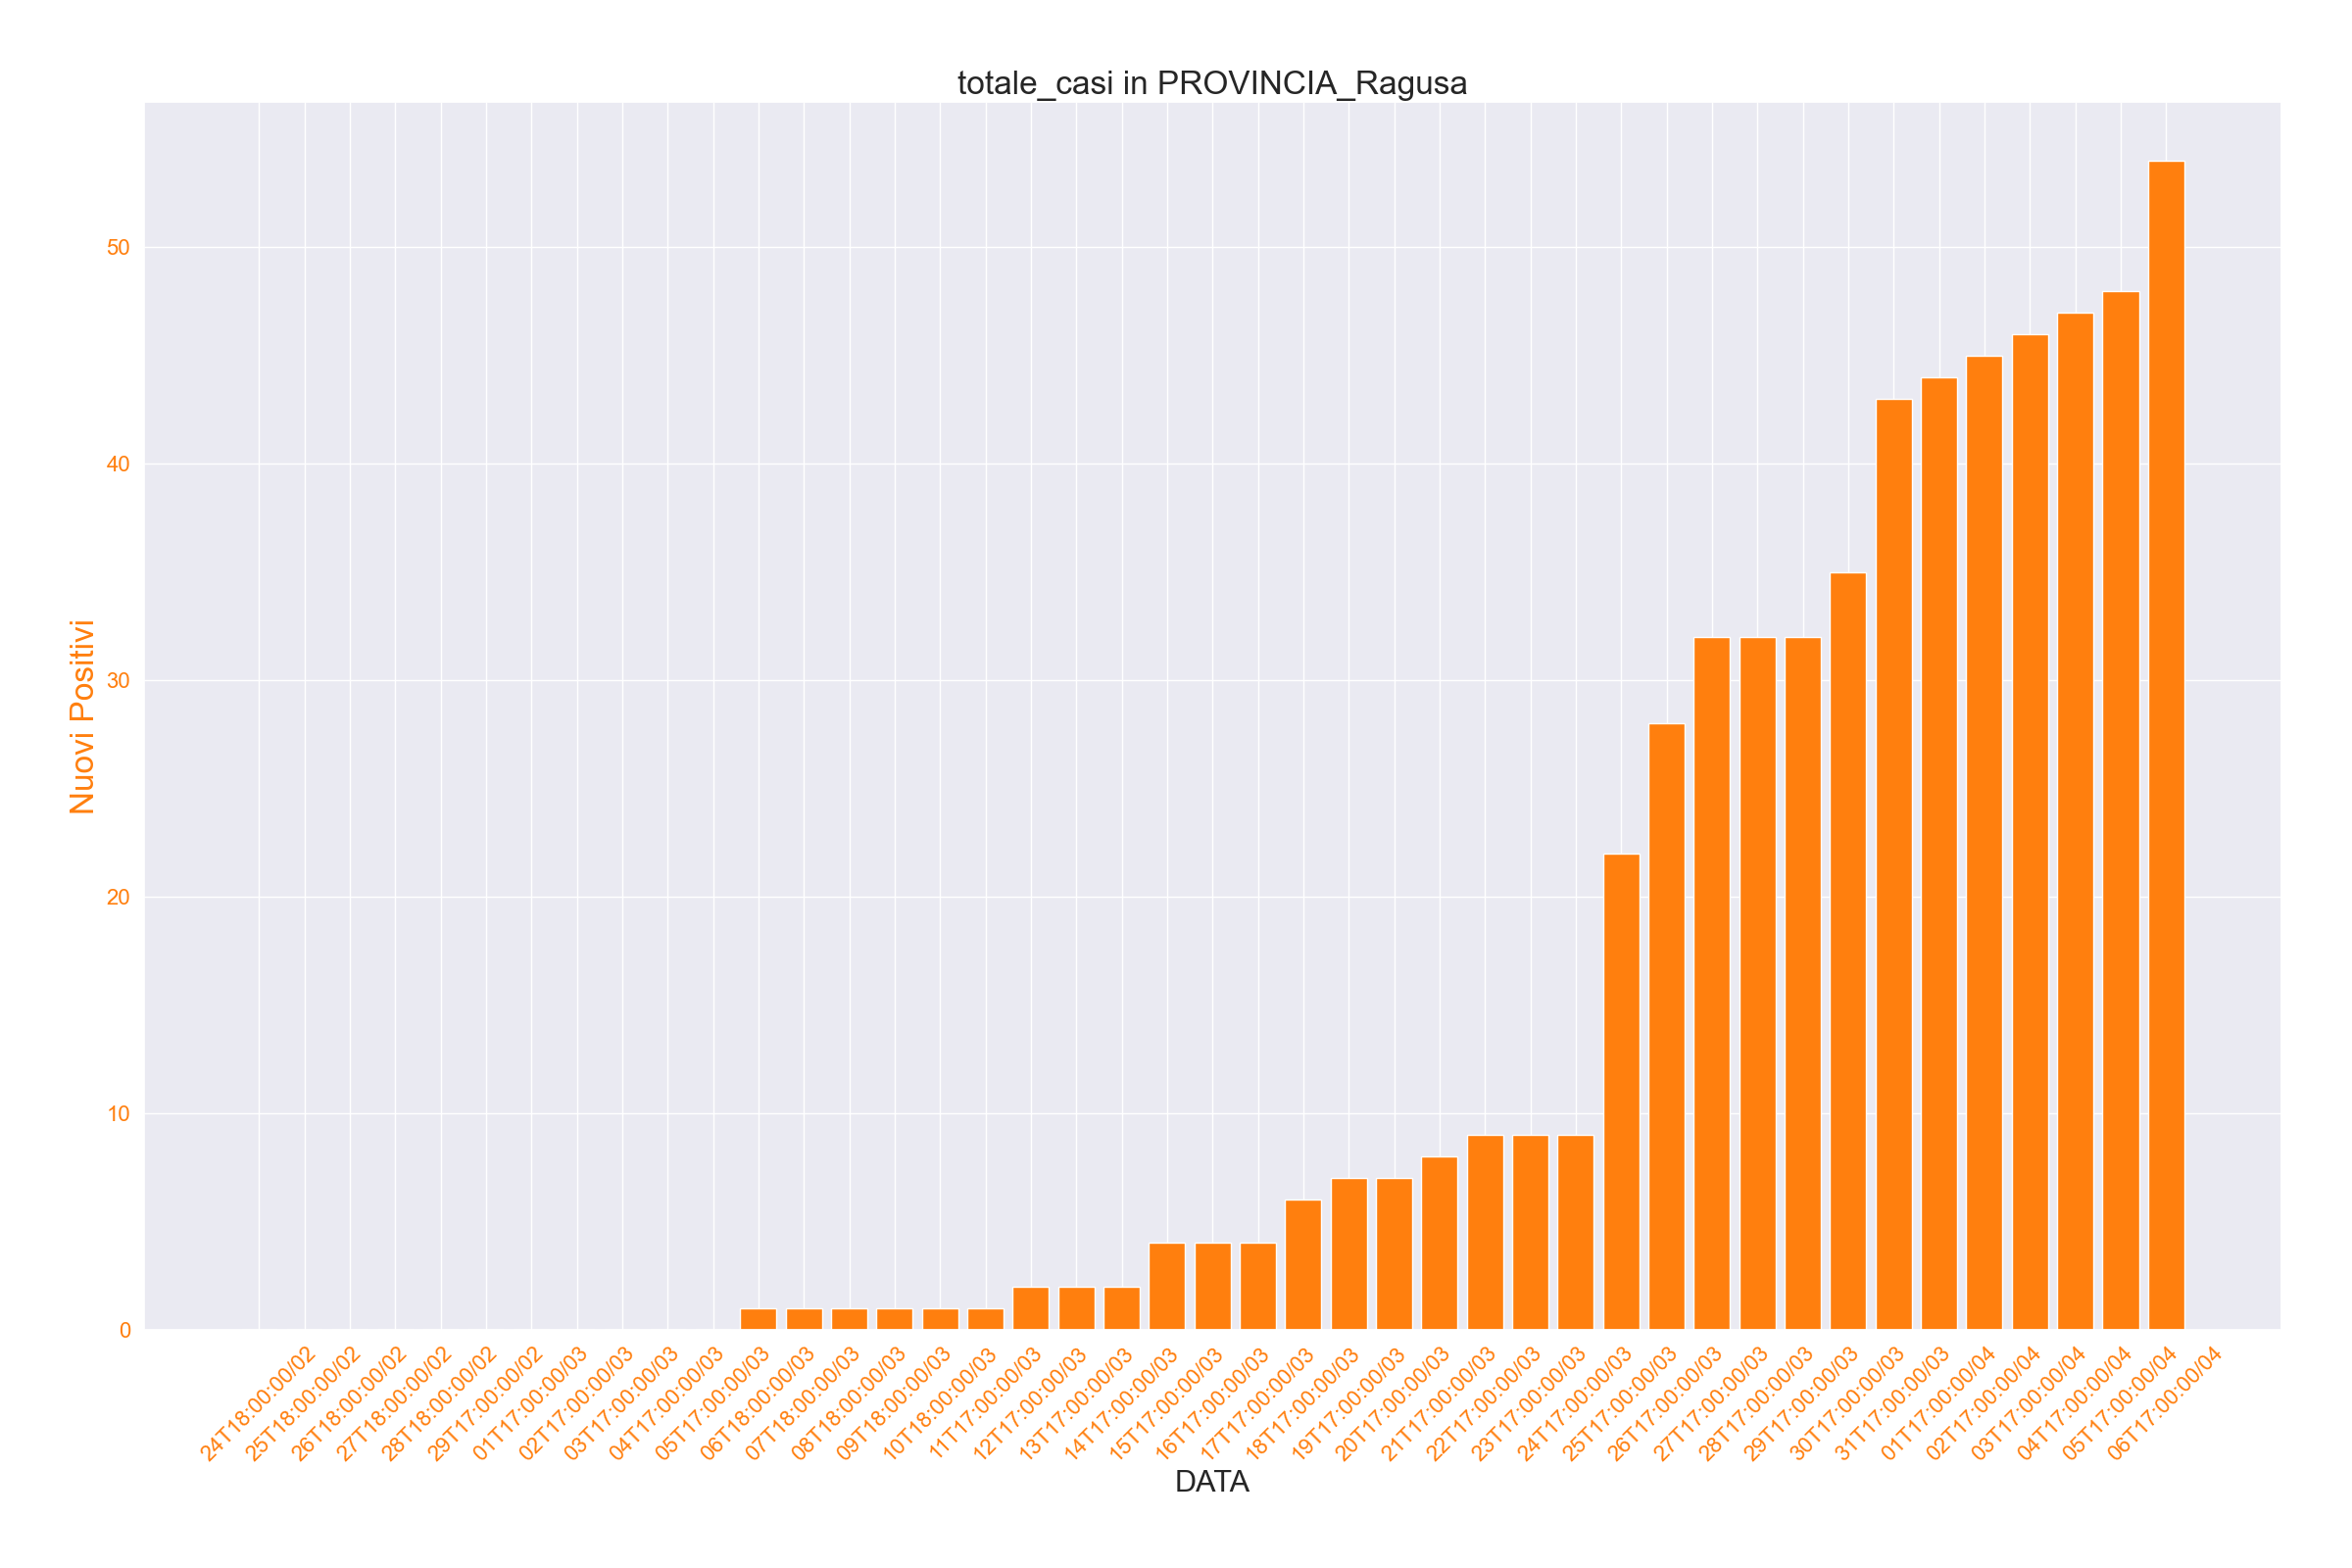 totale_casi in PROVINCIA_Ragusa
Nuovi Positivi
50
40
30
20
10
0
24T18:00:00/02
25T18:00:00/02
26T18:00:00/02
27T18:00:00/02
28T18:00:00/02
29T17:00:00/02
01T17:00:00/03
02T17:00:00/03
03T17:00:00/03
04T17:00:00/03
05T17:00:00/03
06T18:00:00/03
07T18:00:00/03
08T18:00:00/03
09T18:00:00/03
10T18:00:00/03
11T17:00:00/03
12T17:00:00/03
13T17:00:00/03
14T17:00:00/03
15T17:00:00/03
16T17:00:00/03
17T17:00:00/03
18T17:00:00/03
19T17:00:00/03
20T17:00:00/03
21T17:00:00/03
22T17:00:00/03
23T17:00:00/03
24T17:00:00/03
25T17:00:00/03
26T17:00:00/03
27T17:00:00/03
28T17:00:00/03
29T17:00:00/03
30T17:00:00/03
31T17:00:00/03
01T17:00:00/04
02T17:00:00/04
03T17:00:00/04
04T17:00:00/04
05T17:00:00/04
06T17:00:00/04
DATA